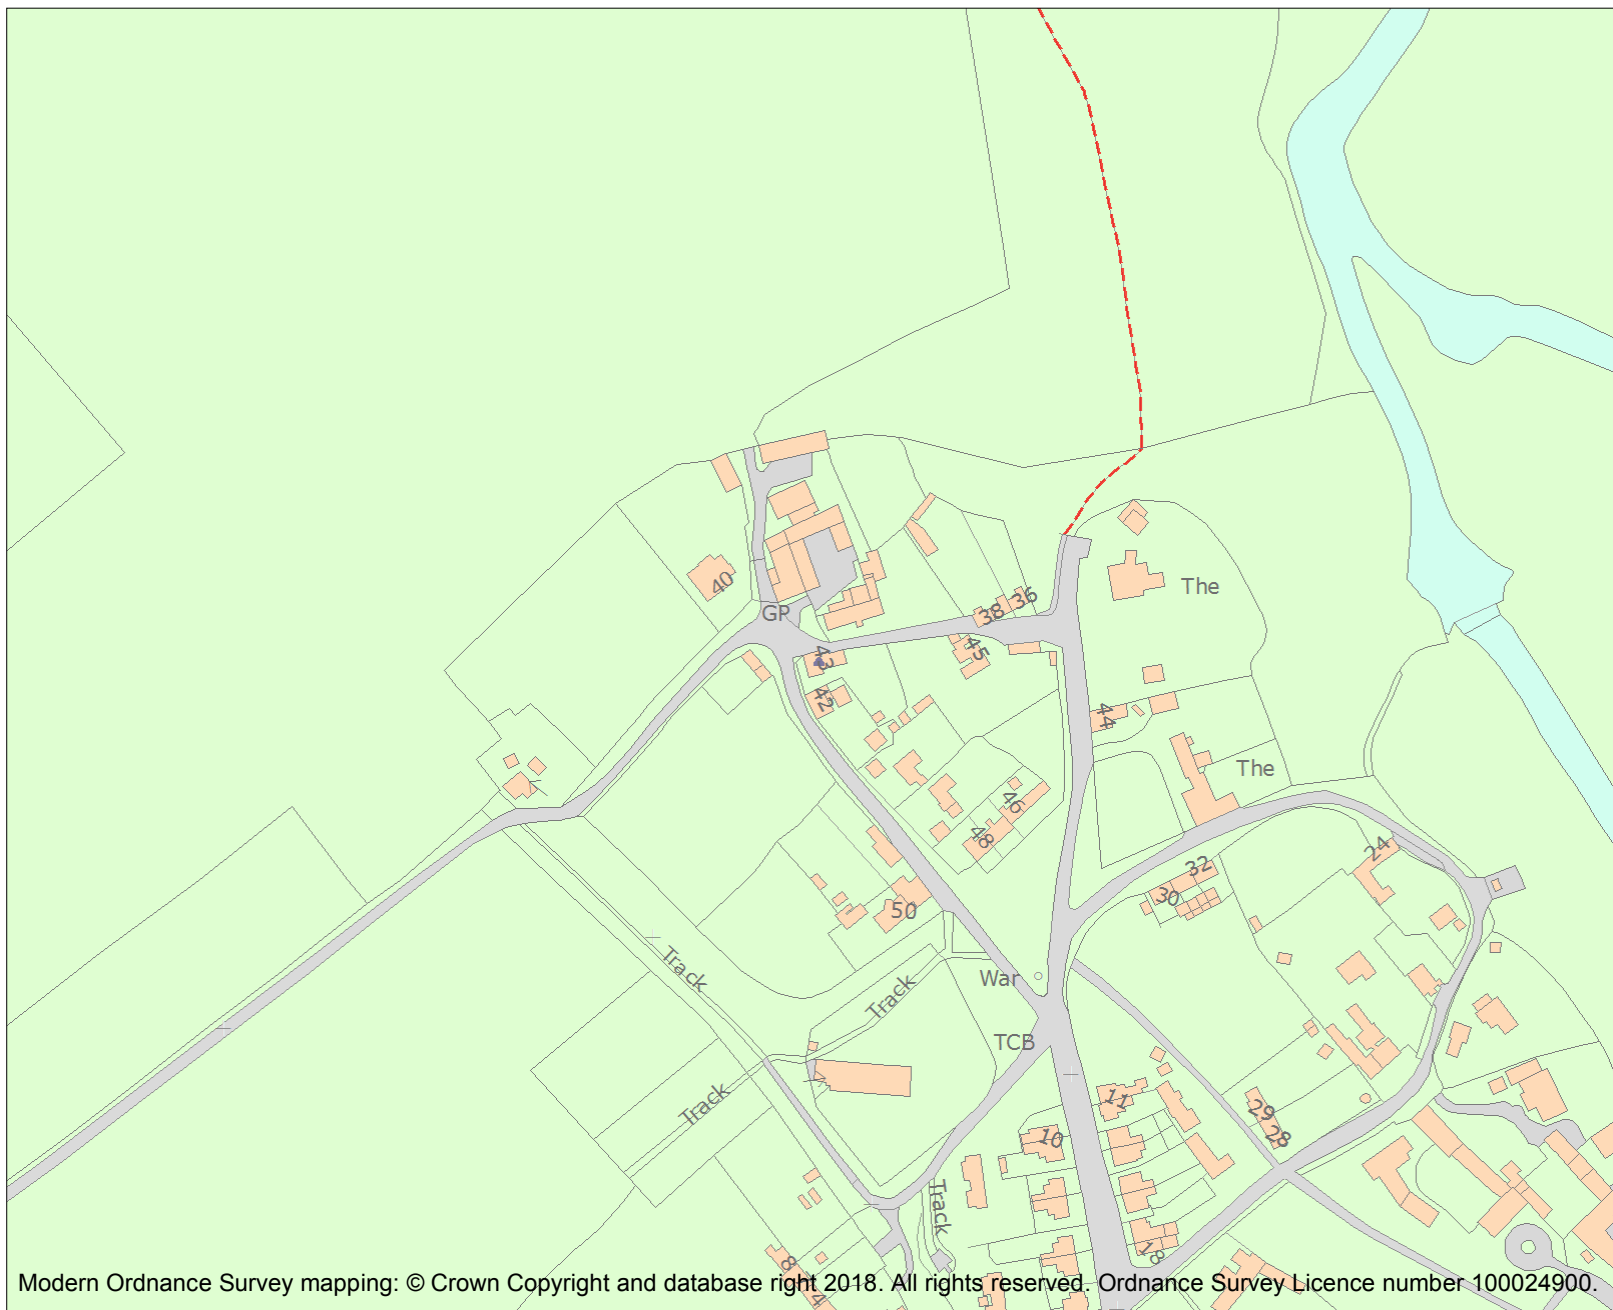 The
36
38
40
GP
45
43
42
44
The
46
48
24
32
30
50
Track
War
Track
TCB
11
29
Track
28
10
Track
18
8
4
Modern Ordnance Survey mapping: © Crown Copyright and database right 2018. All rights reserved. Ordnance Survey Licence number 100024900.